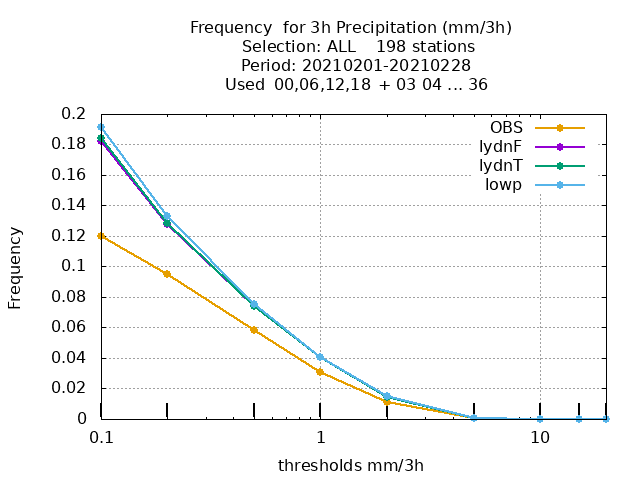 Frequency for 3h Precipitation (mm/3h)
Selection: ALL 198 stations
Period: 20210201-20210228
Used 00,06,12,18 + 03 04 ... 36
OBS
lydnF
lydnT
lowp
0.2
0.18
0.16
0.14
0.12
0.1
0.08
0.06
0.04
0.02
0
Frequency
0.1 1 10
thresholds mm/3h